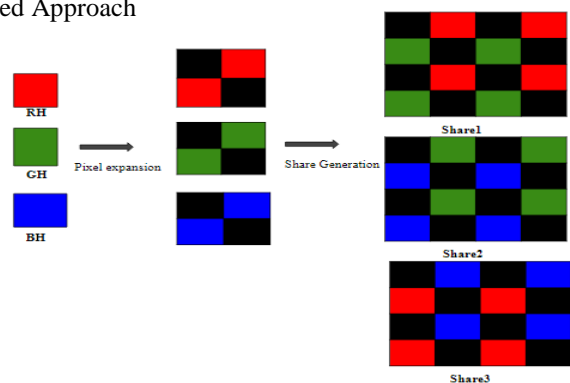 ed Approach
RH
GH
BH
Pixel expansion
Share Generation
Share1
Share2
Share3